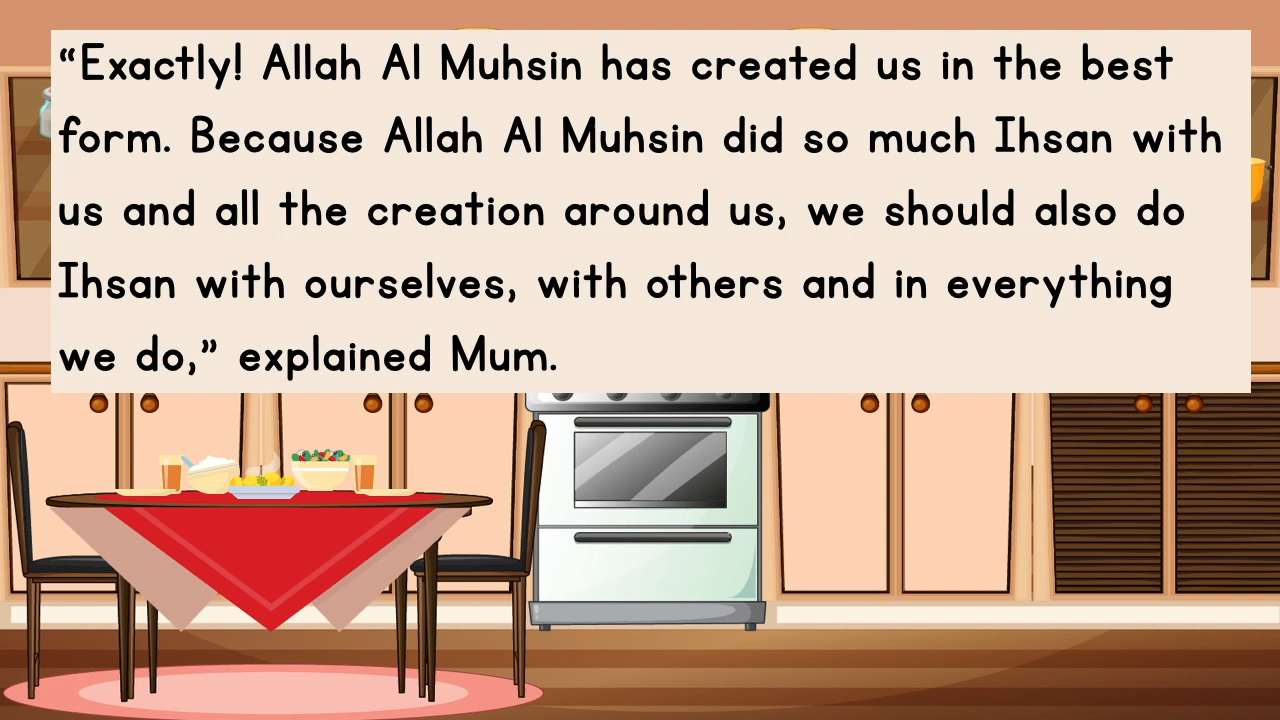 “Exactly! Allah Al Muhsin has created us in the best
form. Because Allah Al Muhsin did so much Ihsan with
us and all the creation around us, we should also do
Ihsan with ourselves, with others and in everything
we do,” explained Mum.